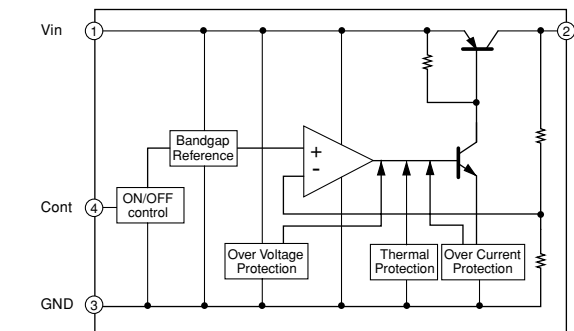 Vin
1
2
Bandgap
Reference
+
-
ON/OFF
control
Cont
4
Over Voltage
Protection
Thermal
Protection
Over Current
Protection
GND
3